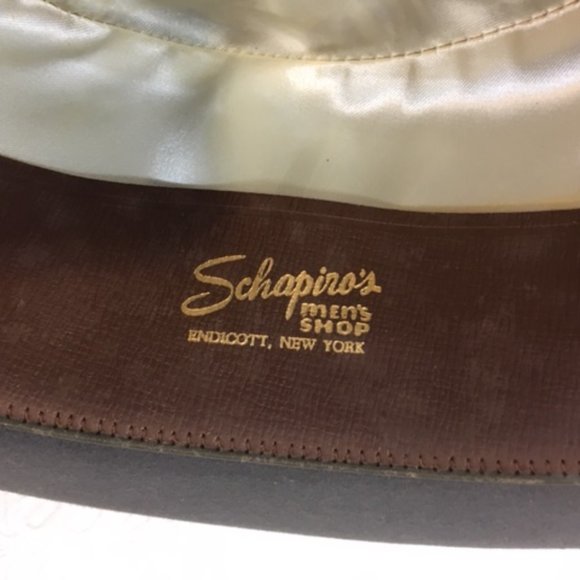 Schapiro's
MEN'S
SHOP
ENDICOTT, NEW YORK